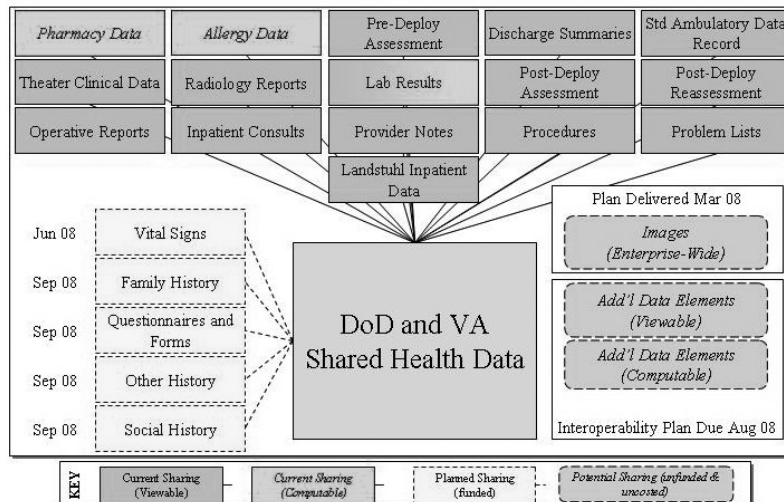 Pharmacy Data
Allergy Data
Pre-Deploy
Assessment
Discharge Summaries
Std Ambulatory Data
Record
Theater Clinical Data
Radiology Reports
Lab Results
Post-Deploy
Assessment
Post-Deploy
Reassessment
Operative Reports
Inpatient Consults
Provider Notes
Procedures
Problem Lists
Landstuhl Inpatient
Data
Plan Delivered Mar 08
Images
(Enterprise-Wide)
Jun 08
Vital Signs
Sep 08
Family History
Sep 08
Questionnaires and
Forms
Sep 08
Other History
Sep 08
Social History
DoD and VA
Shared Health Data
Add'l Data Elements
(Viewable)
Add'l Data Elements
(Computable)
Interoperability Plan Due Aug 08
KEY
Current Sharing
(Viewable)
Current Sharing
(Computable)
Planned Sharing
(funded)
Potential Sharing (unfunded &
uncosted)